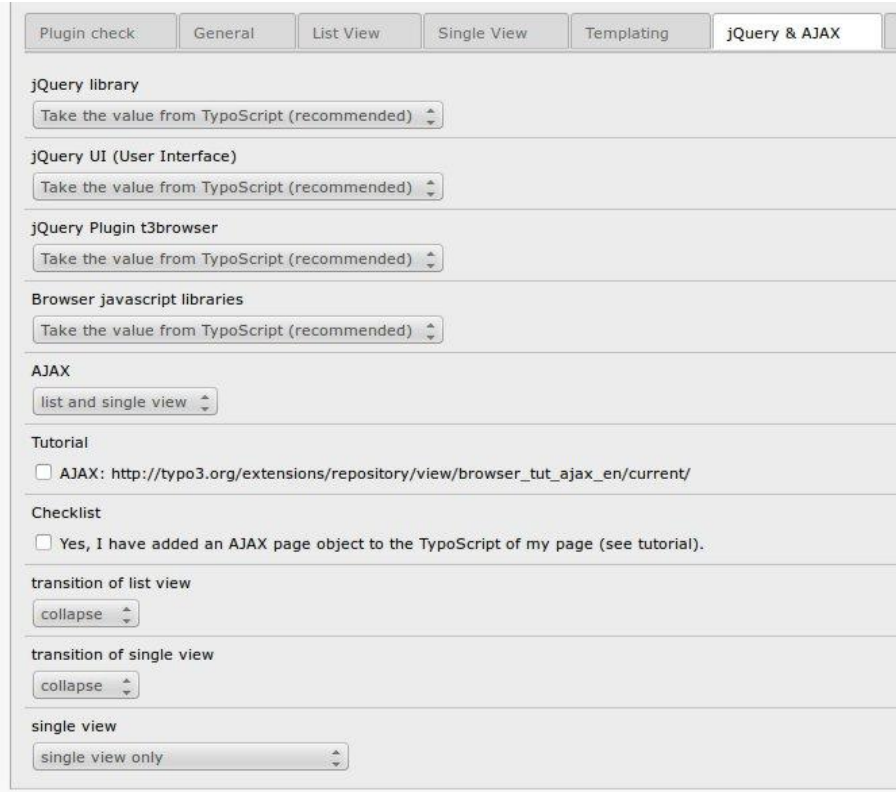 Plugin check General List View Single View Templating jQuery & AJAX
jQuery library
Take the value from TypoScript (recommended)
jQuery UI (User Interface)
Take the value from TypoScript (recommended)
jQuery Plugin t3browser
Take the value from TypoScript (recommended)
Browser javascript libraries
Take the value from TypoScript (recommended)
AJAX
list and single view
Tutorial
AJAX: http://typo3.org/extensions/repository/view/browser_tut_ajax_en/current/
Checklist
Yes, I have added an AJAX page object to the TypoScript of my page (see tutorial).
transition of list view
collapse
transition of single view
collapse
single view
single view only